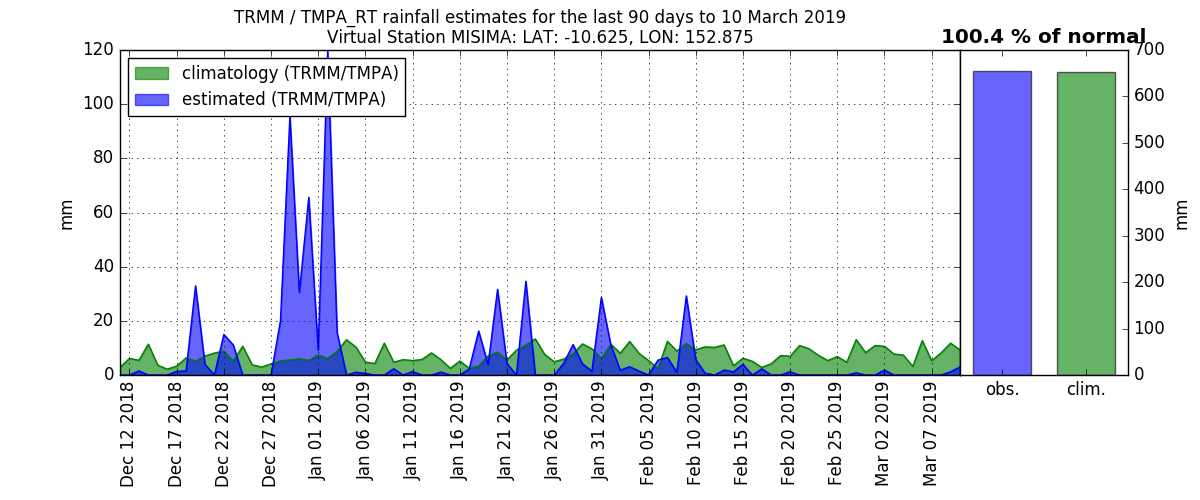 TRMM / TMPA_RT rainfall estimates for the last 90 days to 10 March 2019
Virtual Station MISIMA: LAT: -10.625, LON: 152.875
100.4 % of normal
climatology (TRMM/TMPA)
estimated (TRMM/TMPA)
120
100
80
60
40
20
0
mm
Dec 12 2018
Dec 17 2018
Dec 22 2018
Dec 27 2018
Jan 01 2019
Jan 06 2019
Jan 11 2019
Jan 16 2019
Jan 21 2019
Jan 26 2019
Jan 31 2019
Feb 05 2019
Feb 10 2019
Feb 15 2019
Feb 20 2019
Feb 25 2019
Mar 02 2019
Mar 07 2019
obs.
clim.
700
600
500
400
300
200
100
0
mm